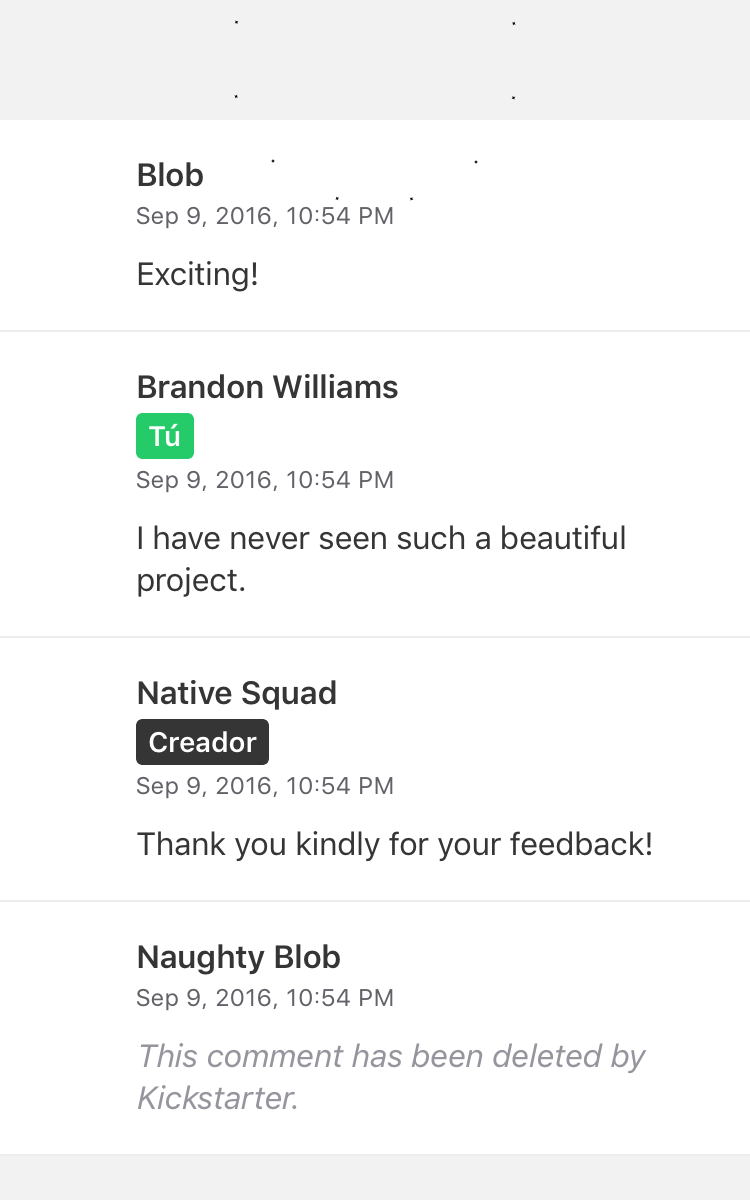 Blob
Sep 9, 2016, 10:54 PM
Exciting!
Brandon Williams
Tú
Sep 9, 2016, 10:54 PM
I have never seen such a beautiful
project.
Native Squad
Creador
Sep 9, 2016, 10:54 PM
Thank you kindly for your feedback!
Naughty Blob
Sep 9, 2016, 10:54 PM
This comment has been deleted by
Kickstarter.